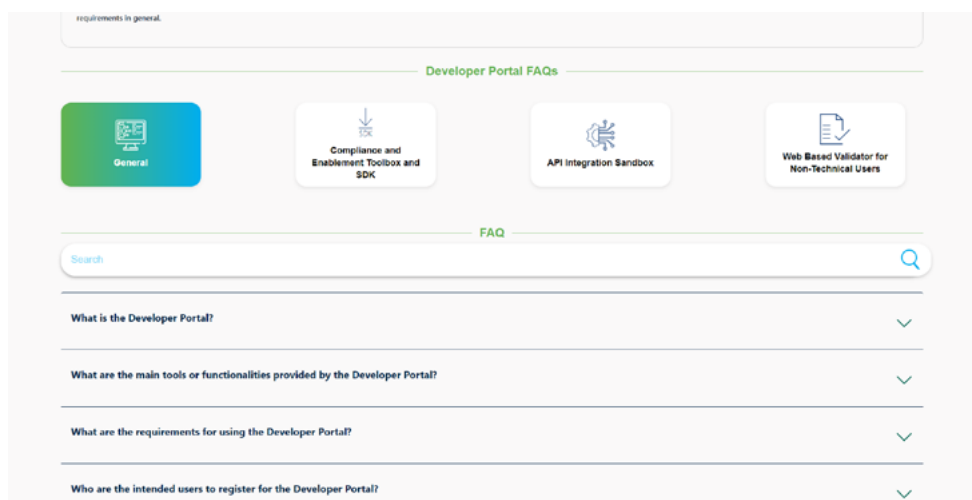 requirements in general.
Developer Portal FAQs
General
SDK
Compliance and
Enablement Toolbox and
SDK
API Integration Sandbox
Web Based Validator for
Non-Technical Users
FAQ
Search
What is the Developer Portal?
What are the main tools or functionalities provided by the Developer Portal?
What are the requirements for using the Developer Portal?
Who are the intended users to register for the Developer Portal?